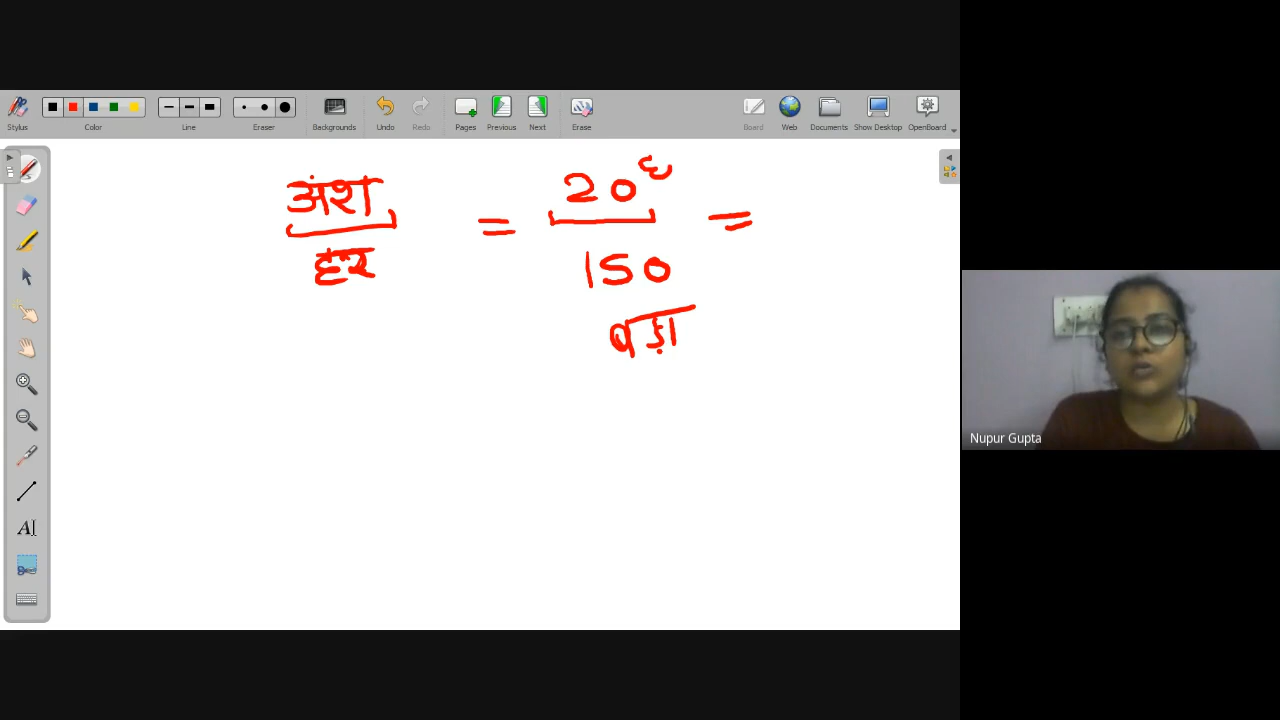 Stylus Color Line Eraser Backgrounds Undo Redo Pages Previous Next Erase Board Web Documents Show Desktop OpenBoard
अंश = 20 =
हर 150
बड़ा
Nupur Gupta